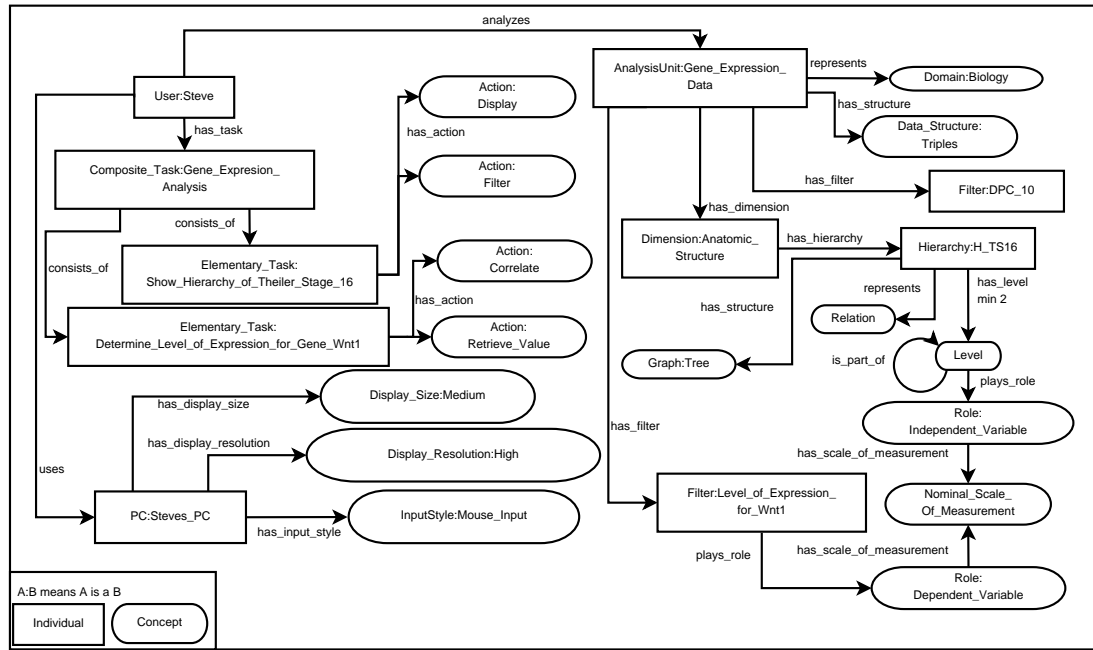 analyzes
User:Steve
has_task
Composite_Task:Gene_Expresion_
Analysis
consists_of
consists_of
Elementary_Task:
Show_Hierarchy_of_Theiler_Stage_16
Elementary_Task:
Determine_Level_of_Expression_for_Gene_Wnt1
Action:
Display
has_action
Action:
Filter
Action:
Correlate
has_action
Action:
Retrieve_Value
uses
PC:Steves_PC
has_display_size
Display_Size:Medium
has_display_resolution
Display_Resolution:High
has_input_style
InputStyle:Mouse_Input
AnalysisUnit:Gene_Expression_
Data
represents
Domain:Biology
has_structure
Data_Structure:
Triples
has_filter
Filter:DPC_10
has_dimension
Dimension:Anatomic_
Structure
has_hierarchy
Hierarchy:H_TS16
has_structure
Graph:Tree
represents
Relation
has_level
min 2
Level
is_part_of
plays_role
Role:
Independent_Variable
has_scale_of_measurement
Nominal_Scale_
Of_Measurement
has_filter
Filter:Level_of_Expression_
for_Wnt1
plays_role
has_scale_of_measurement
Role:
Dependent_Variable
A:B means A is a B
Individual
Concept